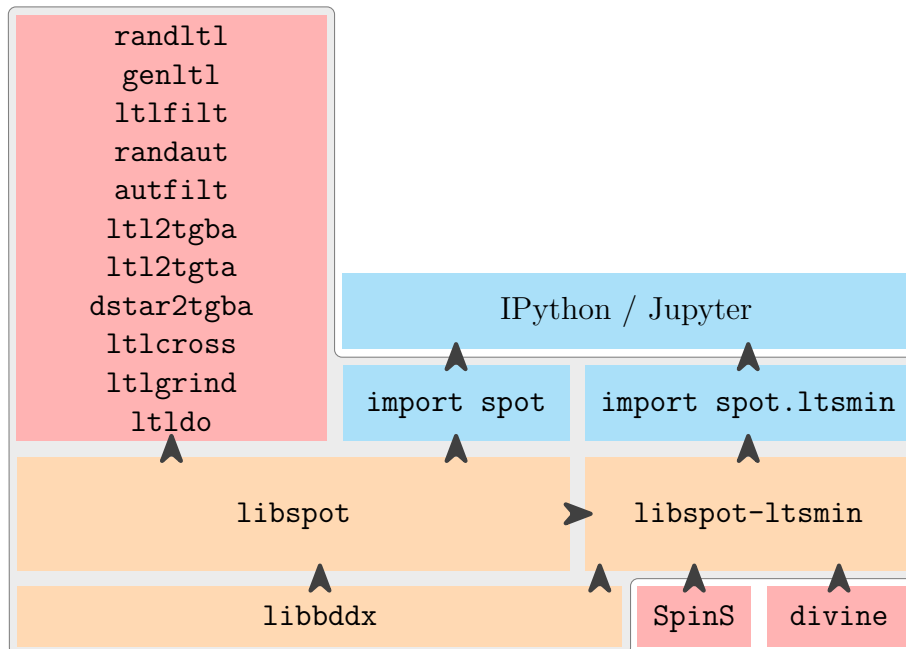 randltl
genltl
ltlfilt
randaut
autfilt
ltl2tgba
ltl2tgta
dstar2tgba
ltlcross
ltlgrind
ltldo
IPython / Jupyter
import spot
import spot.ltsmin
libspot
libspot-ltsmin
libbddx
SpinS
divine